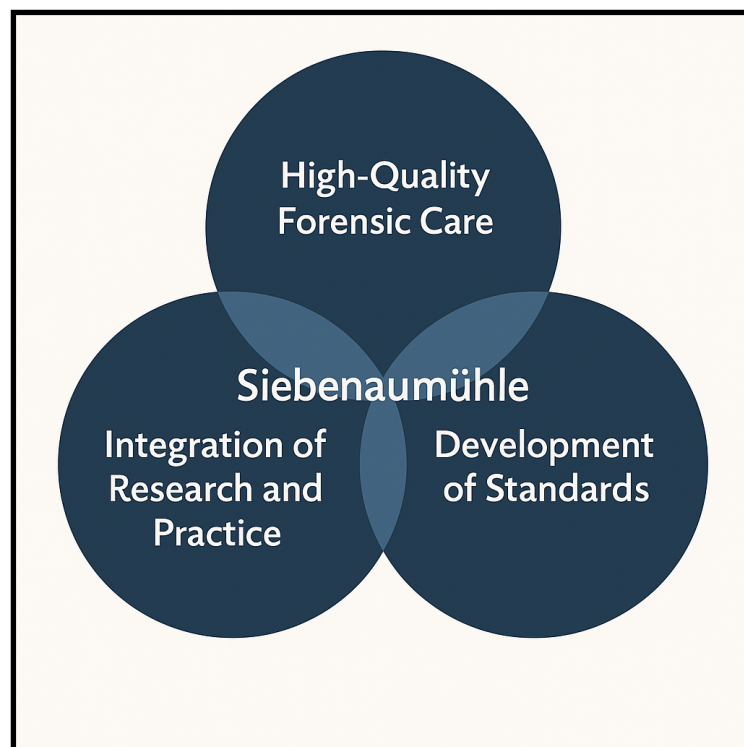 High-Quality
Forensic Care
Siebenaumühle
Integration of
Research and
Practice
Development
of Standards